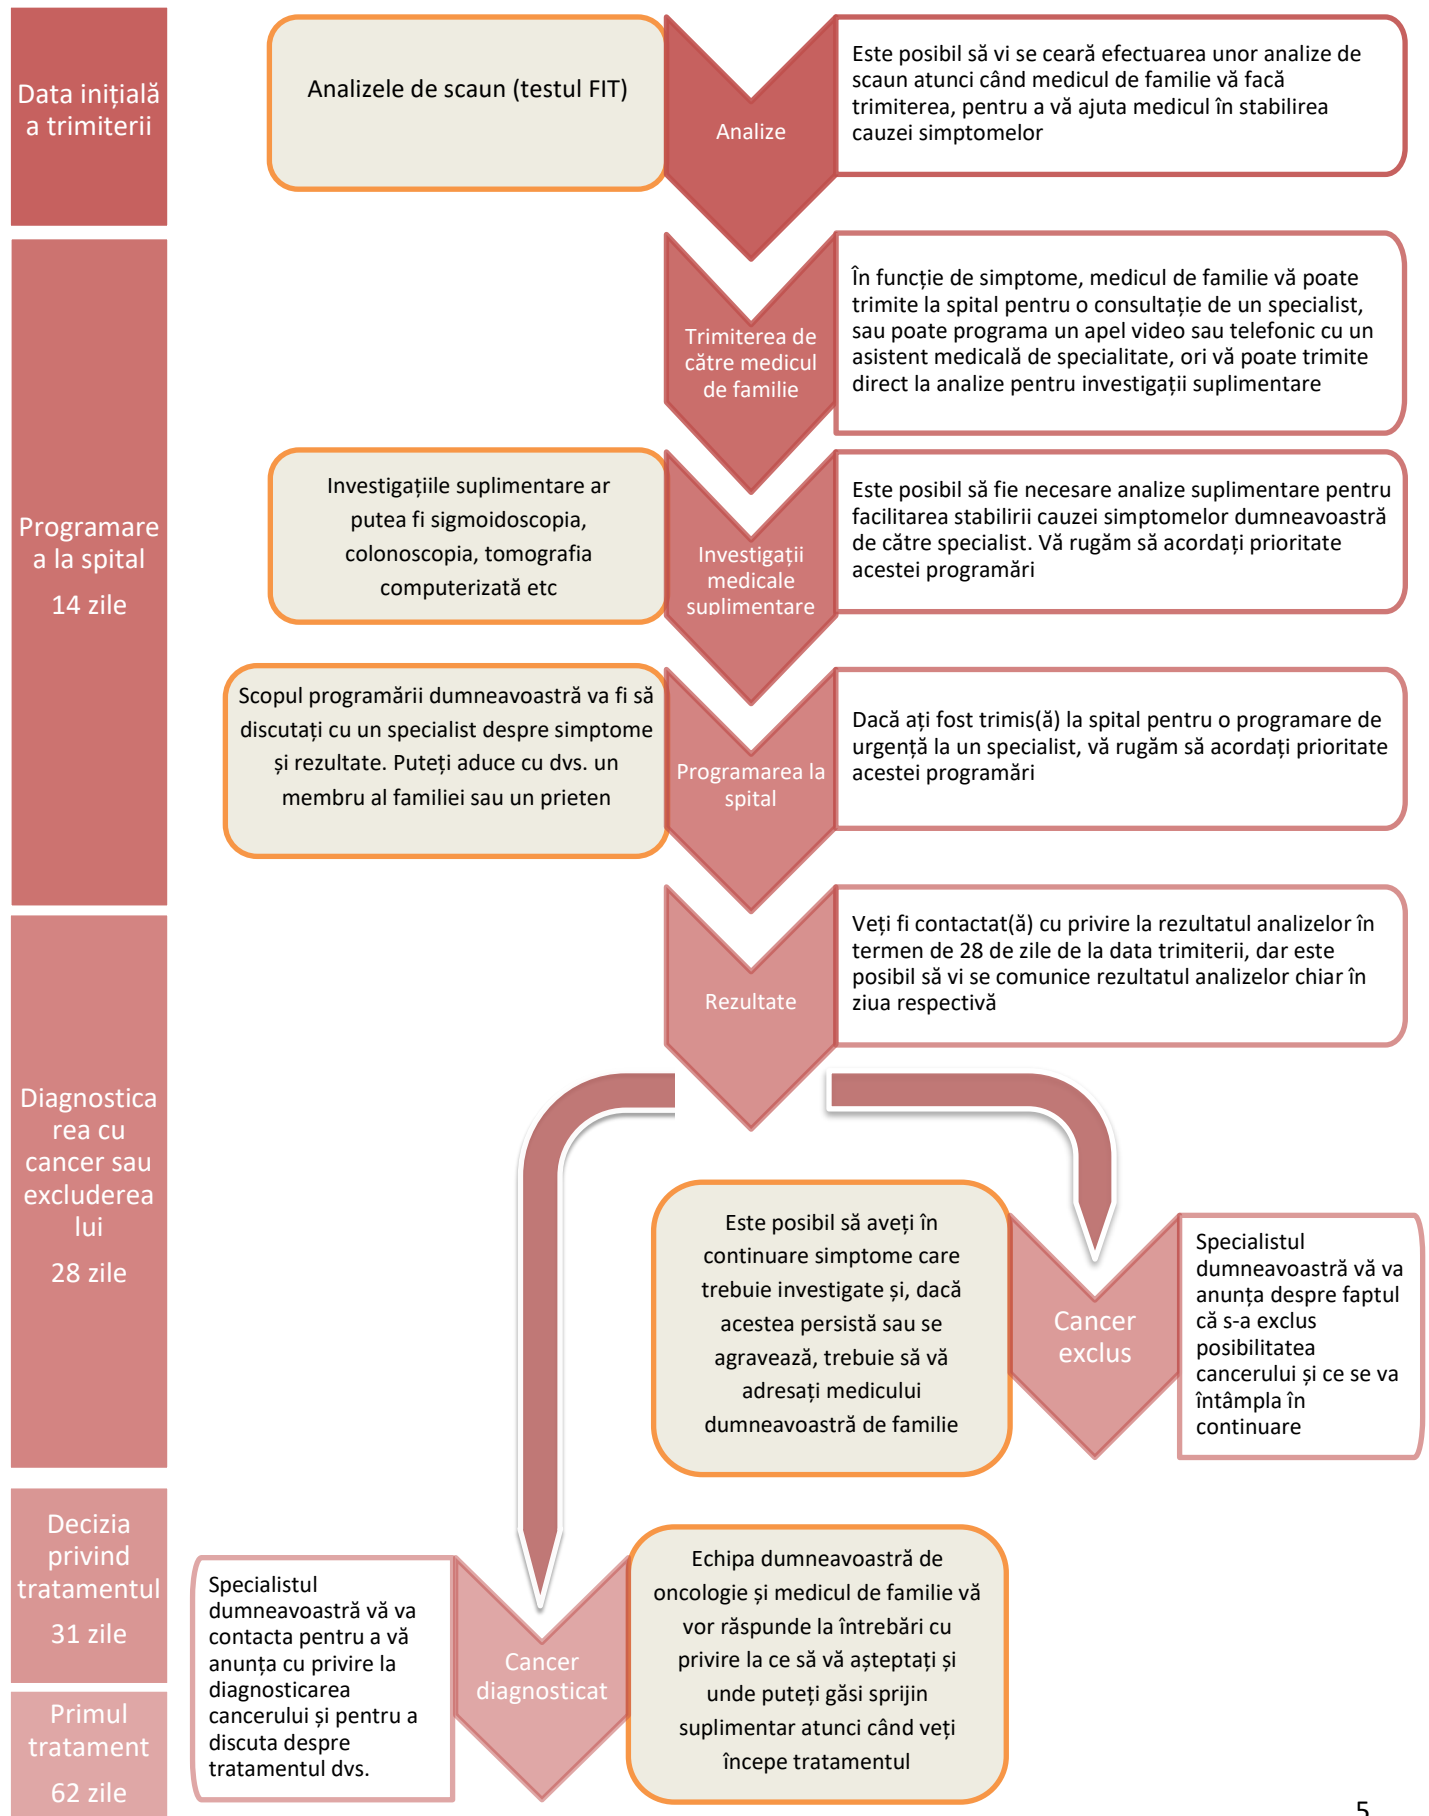 Data inițială
a trimiterii
Analizele de scaun (testul FIT)
Analize
Este posibil să vi se ceară efectuarea unor analize de
scaun atunci când medicul de familie vă facă
trimiterea, pentru a vă ajuta medicul în stabilirea
cauzei simptomelor
Programare
a la spital
14 zile
Trimiterea de
către medicul
de familie
În funcție de simptome, medicul de familie vă poate
trimite la spital pentru o consultație de un specialist,
sau poate programa un apel video sau telefonic cu un
asistent medicală de specialitate, ori vă poate trimite
direct la analize pentru investigații suplimentare
Investigațiile suplimentare ar
putea fi sigmoidoscopia,
colonoscopia, tomografia
computerizată etc
Investigații
medicale
suplimentare
Este posibil să fie necesare analize suplimentare pentru
facilitarea stabilirii cauzei simptomelor dumneavoastră
de către specialist. Vă rugăm să acordați prioritate
acestei programări
Scopul programării dumneavoastră va fi să
discutați cu un specialist despre simptome
și rezultate. Puteți aduce cu dvs. un
membru al familiei sau un prieten
Programarea la
spital
Dacă ați fost trimis(ă) la spital pentru o programare de
urgență la un specialist, vă rugăm să acordați prioritate
acestei programări
Diagnostica
rea cu
cancer sau
excluderea
lui
28 zile
Rezultate
Veți fi contactat(ă) cu privire la rezultatul analizelor în
termen de 28 de zile de la data trimiterii, dar este
posibil să vi se comunice rezultatul analizelor chiar în
ziua respectivă
Este posibil să aveți în
continuare simptome care
trebuie investigate și, dacă
acestea persistă sau se
agravează, trebuie să vă
adresați medicului
dumneavoastră de familie
Cancer
exclus
Specialistul
dumneavoastră vă va
anunța despre faptul
că s-a exclus
posibilitatea
cancerului și ce se va
întâmpla în
continuare
Decizia
privind
tratamentul
31 zile
Primul
tratament
62 zile
Specialistul
dumneavoastră vă va
contacta pentru a vă
anunța cu privire la
diagnosticarea
cancerului și pentru a
discuta despre
tratamentul dvs.
Cancer
diagnosticat
Echipa dumneavoastră de
oncologie și medicul de familie vă
vor răspunde la întrebări cu
privire la ce să vă așteptați și
unde puteți găsi sprijin
suplimentar atunci când veți
începe tratamentul
5